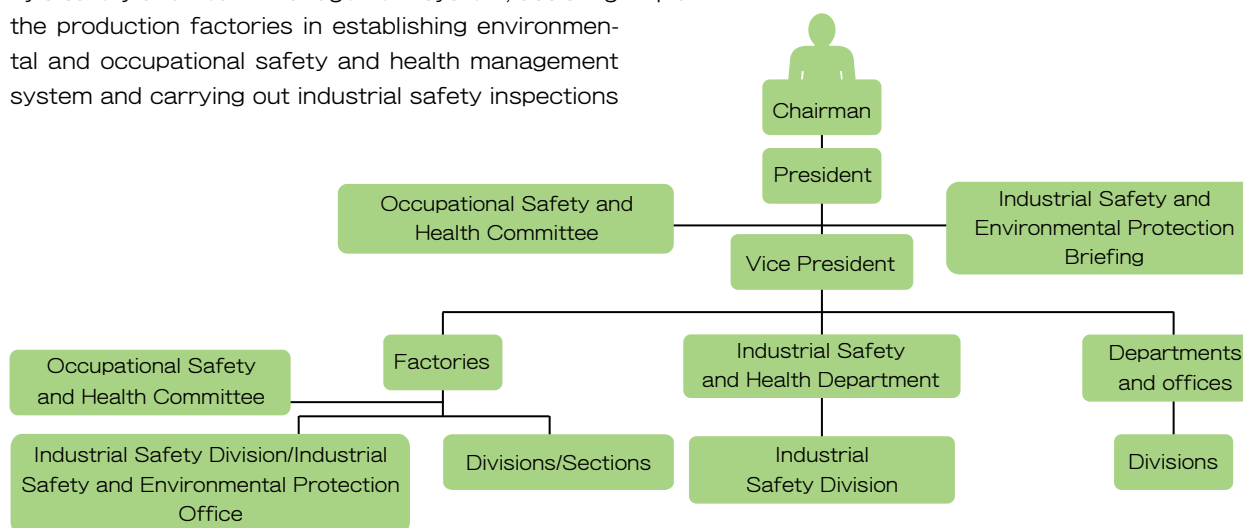 the production factories in establishing environmen-
tal and occupational safety and health management
system and carrying out industrial safety inspections
Chairman
President
Occupational Safety and
Health Committee
Industrial Safety and
Environmental Protection
Briefing
Vice President
Factories
Industrial Safety
and Health Department
Departments
and offices
Occupational Safety
and Health Committee
Industrial Safety Division/Industrial
Safety and Environmental Protection
Office
Divisions/Sections
Industrial
Safety Division
Divisions